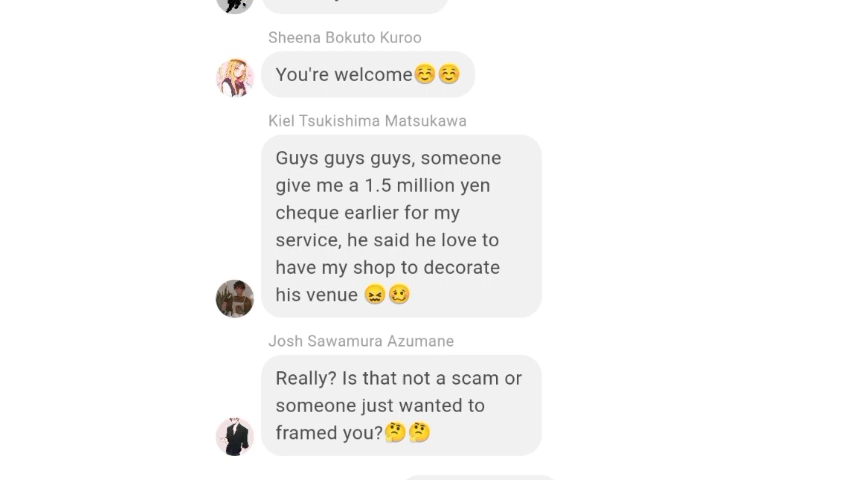 Sheena Bokuto Kuroo
You're welcome☺️☺️
Kiel Tsukishima Matsukawa
Guys guys guys, someone
give me a 1.5 million yen
cheque earlier for my
service, he said he love to
have my shop to decorate
his venue 😖🥴
Josh Sawamura Azumane
Really? Is that not a scam or
someone just wanted to
framed you?🤔🤔